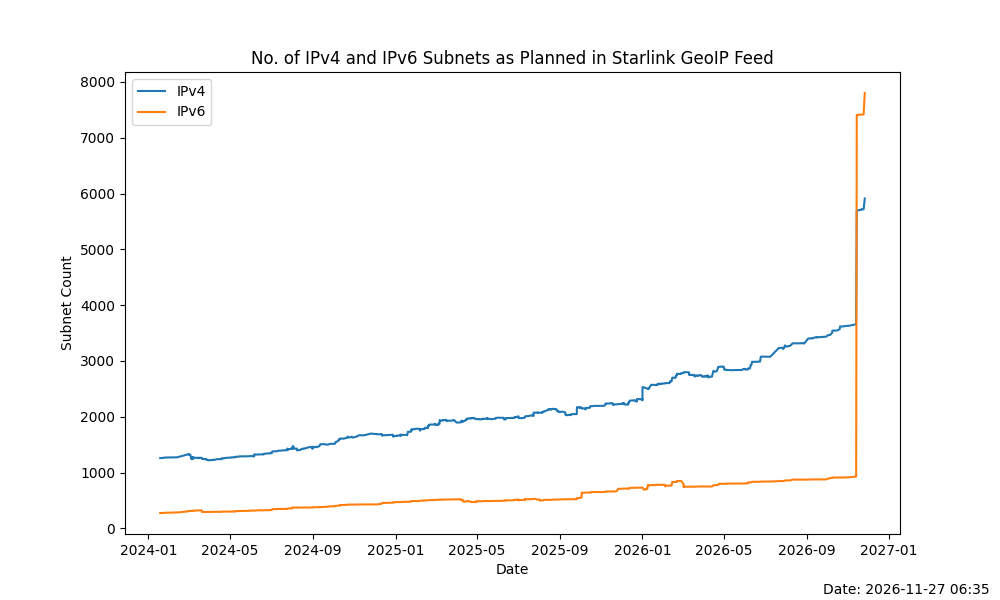 No. of IPv4 and IPv6 Subnets as Planned in Starlink GeoIP Feed
IPv4
IPv6
8000
7000
6000
5000
4000
3000
2000
1000
0
Subnet Count
2024-01 2024-05 2024-09 2025-01 2025-05 2025-09 2026-01 2026-05 2026-09 2027-01
Date
Date: 2026-11-27 06:35